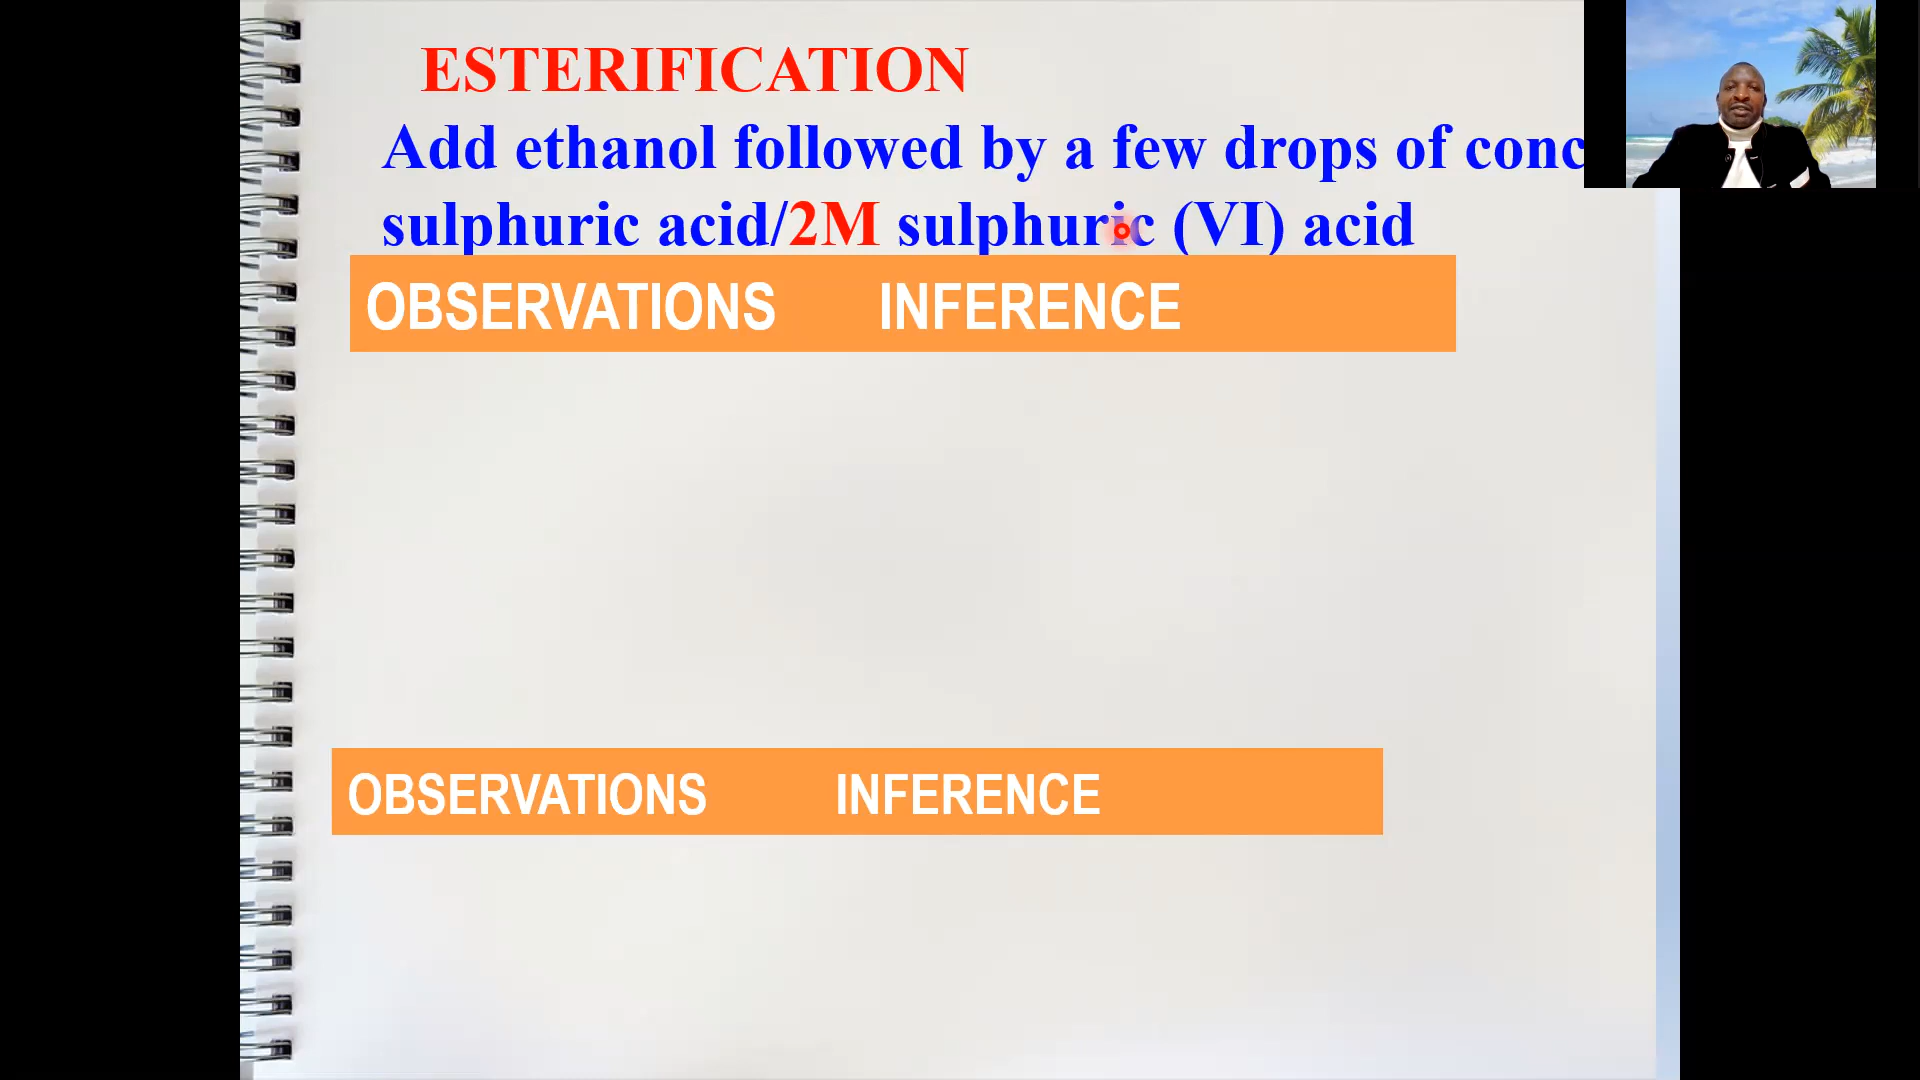 ESTERIFICATION
Add ethanol followed by a few drops of conc
sulphuric acid/2M sulphuric (VI) acid
OBSERVATIONS INFERENCE
OBSERVATIONS INFERENCE